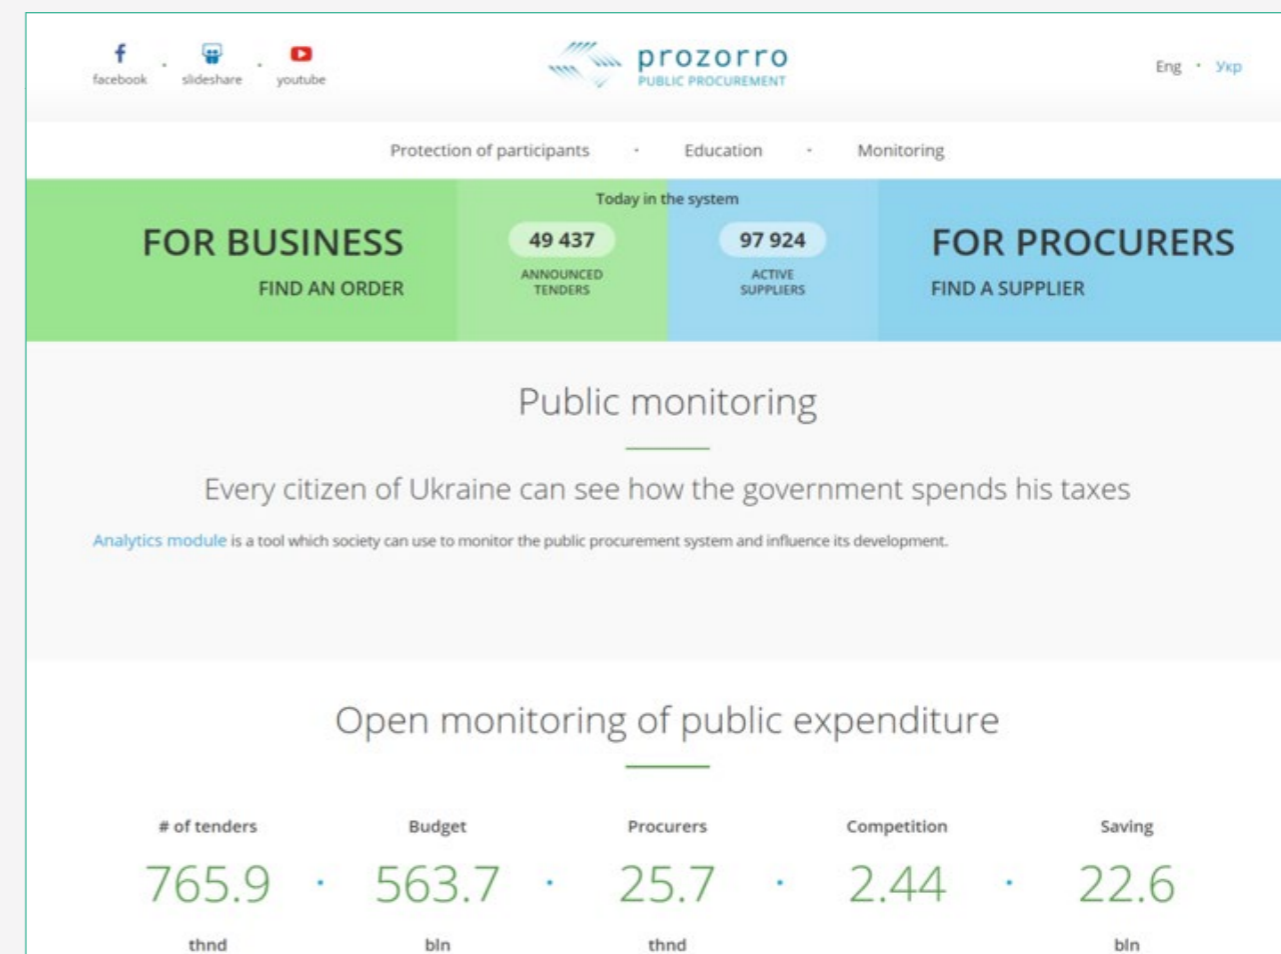 facebook · slideshare · youtube
prozorro
PUBLIC PROCUREMENT
Eng · Укр
Protection of participants · Education · Monitoring
Today in the system
FOR BUSINESS
FIND AN ORDER
49 437
ANNOUNCED
TENDERS
97 924
ACTIVE
SUPPLIERS
FOR PROCURERS
FIND A SUPPLIER
Public monitoring
Every citizen of Ukraine can see how the government spends his taxes
Analytics module is a tool which society can use to monitor the public procurement system and influence its development.
Open monitoring of public expenditure
# of tenders Budget Procurers Competition Saving
765.9 · 563.7 · 25.7 · 2.44 · 22.6
thnd bln thnd bln